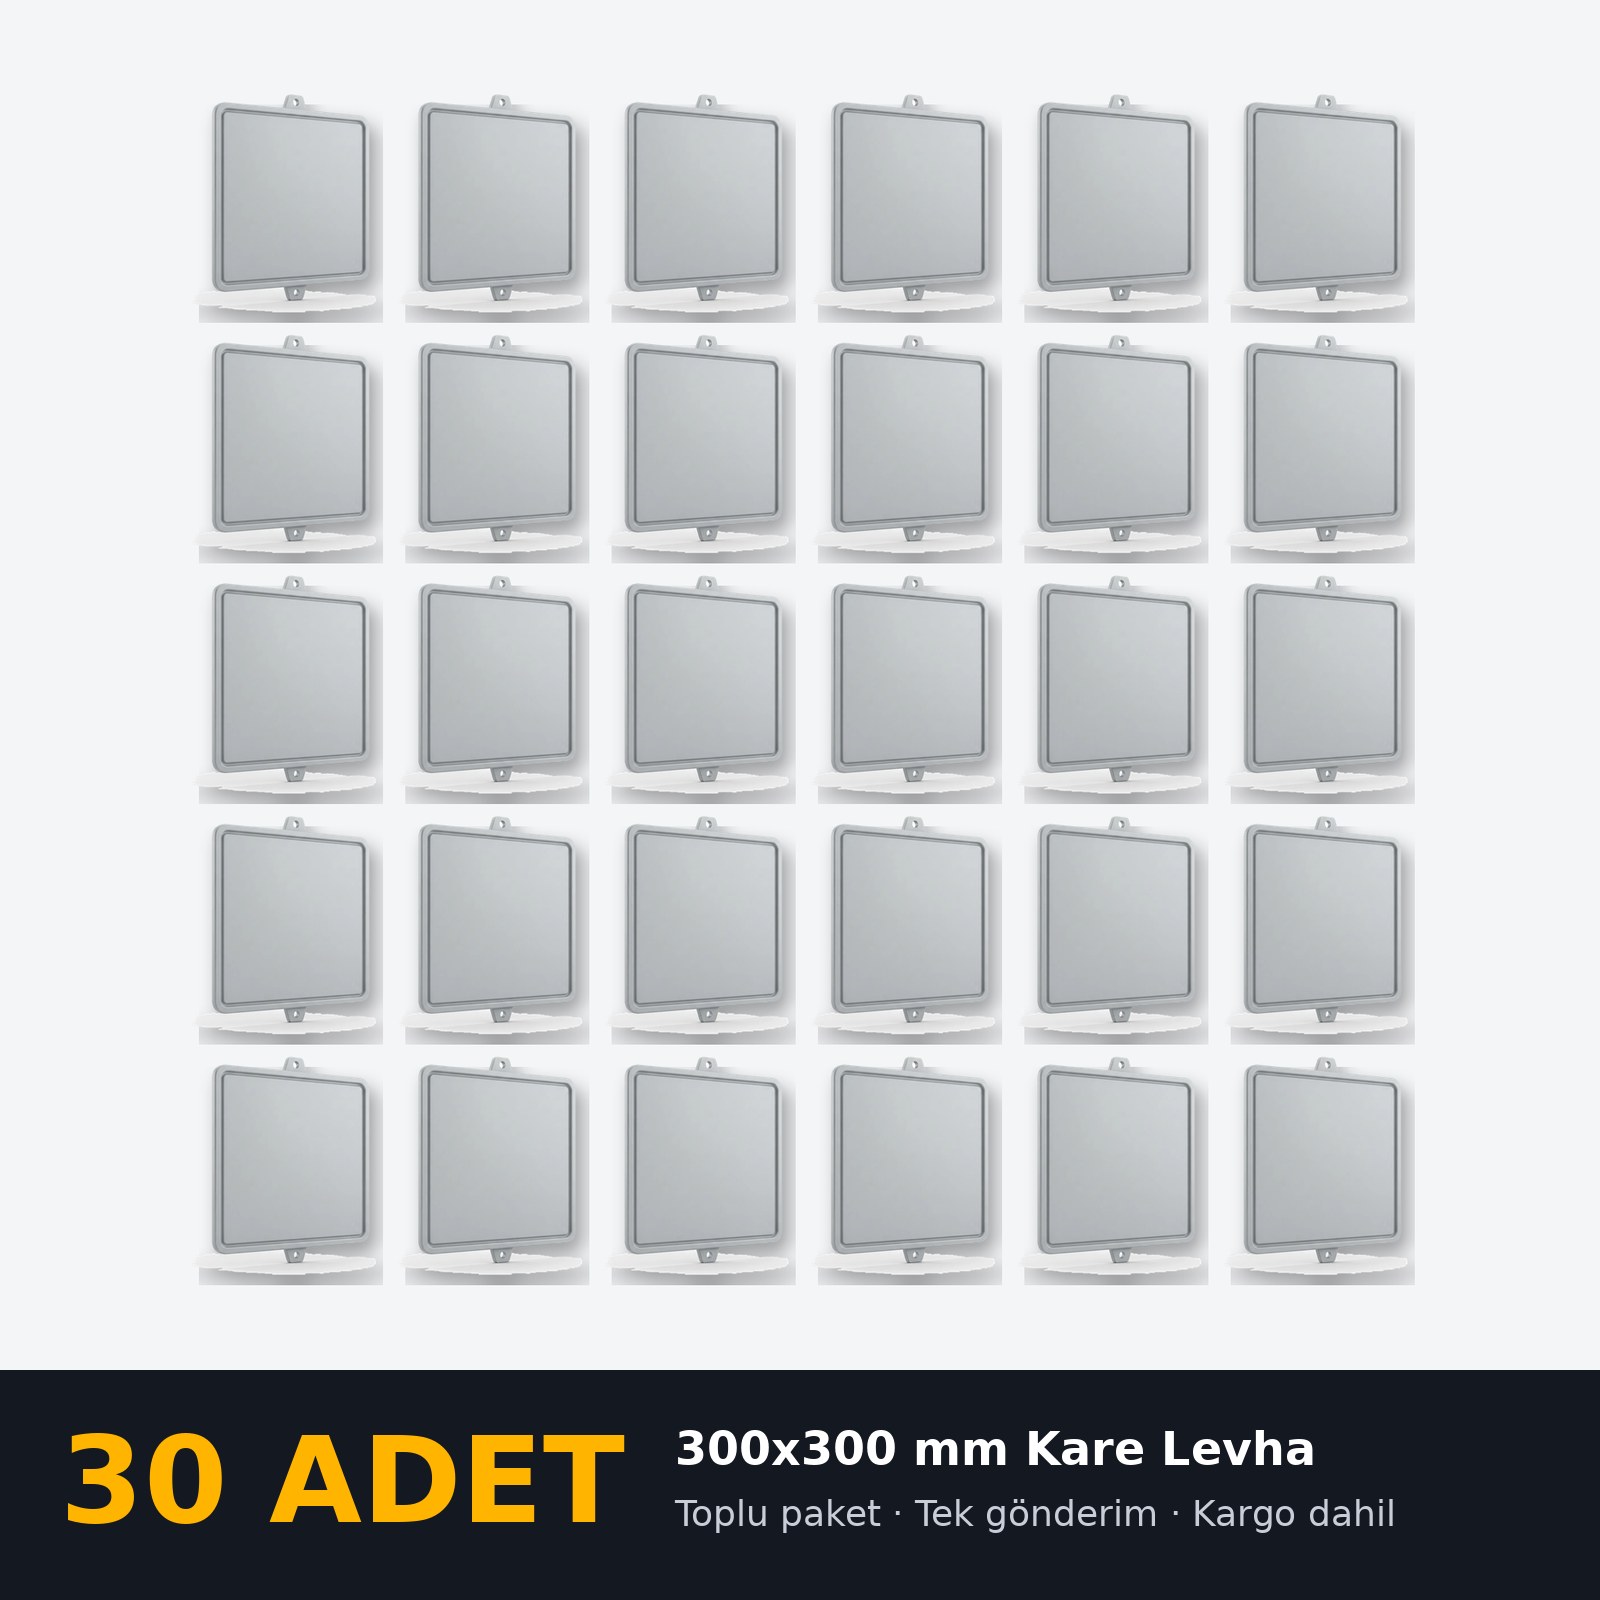 30 ADET
300x300 mm Kare Levha
Toplu paket · Tek gönderim · Kargo dahil